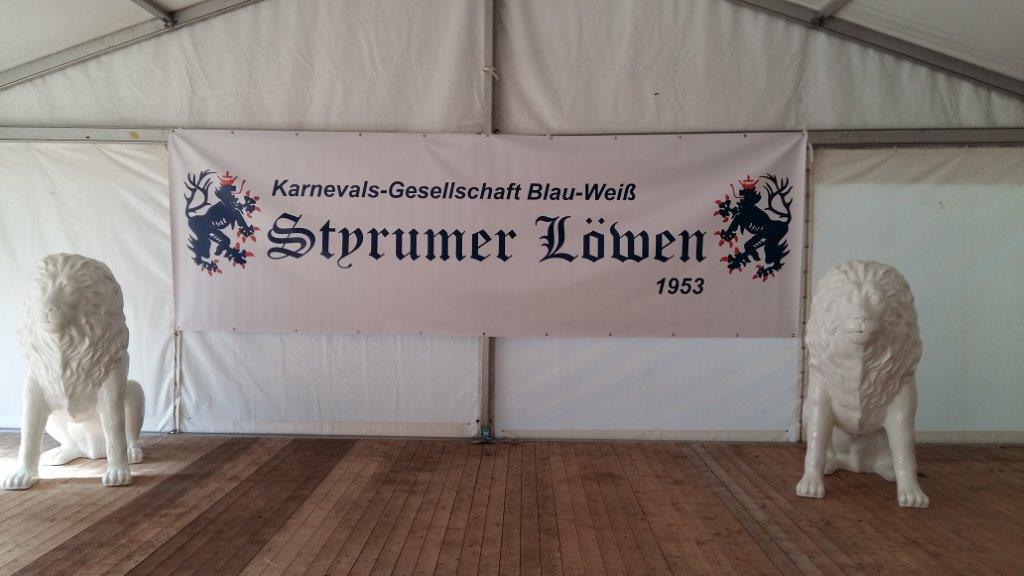 Karnevals-Gesellschaft Blau-Weiß
Styrumer Löwen
1953